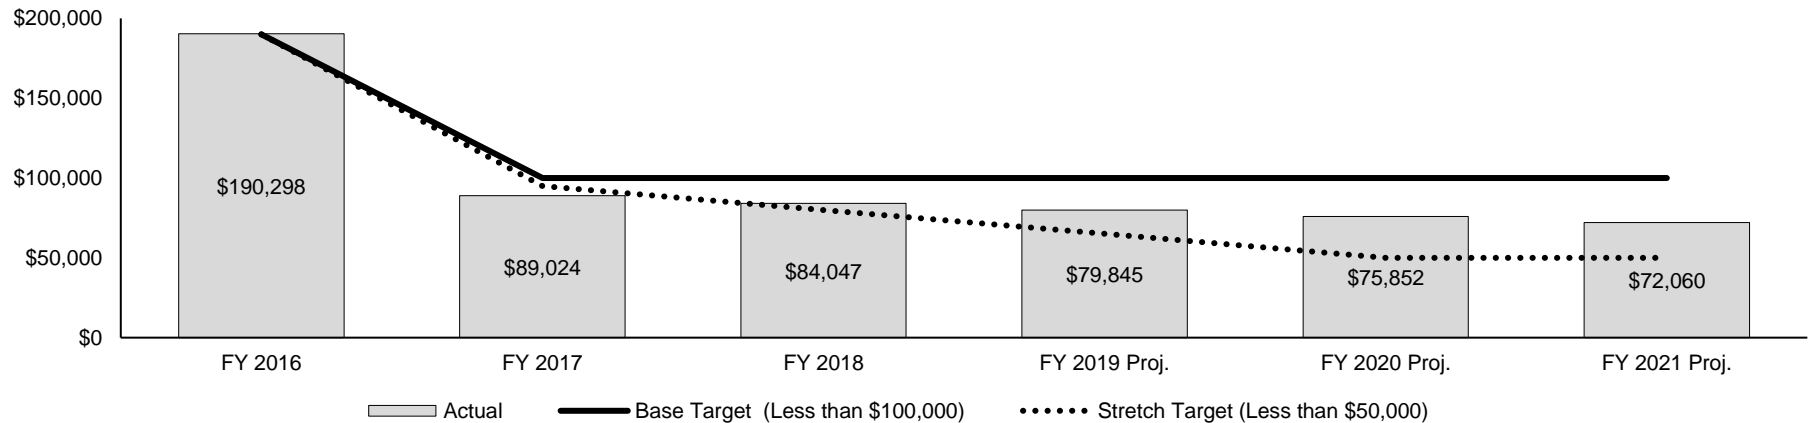 $200,000
$150,000
$100,000
$50,000
$0
$190,298
$89,024
$84,047
$79,845
$75,852
$72,060
FY 2016
FY 2017
FY 2018
FY 2019 Proj.
FY 2020 Proj.
FY 2021 Proj.
Actual
Base Target (Less than $100,000)
Stretch Target (Less than $50,000)